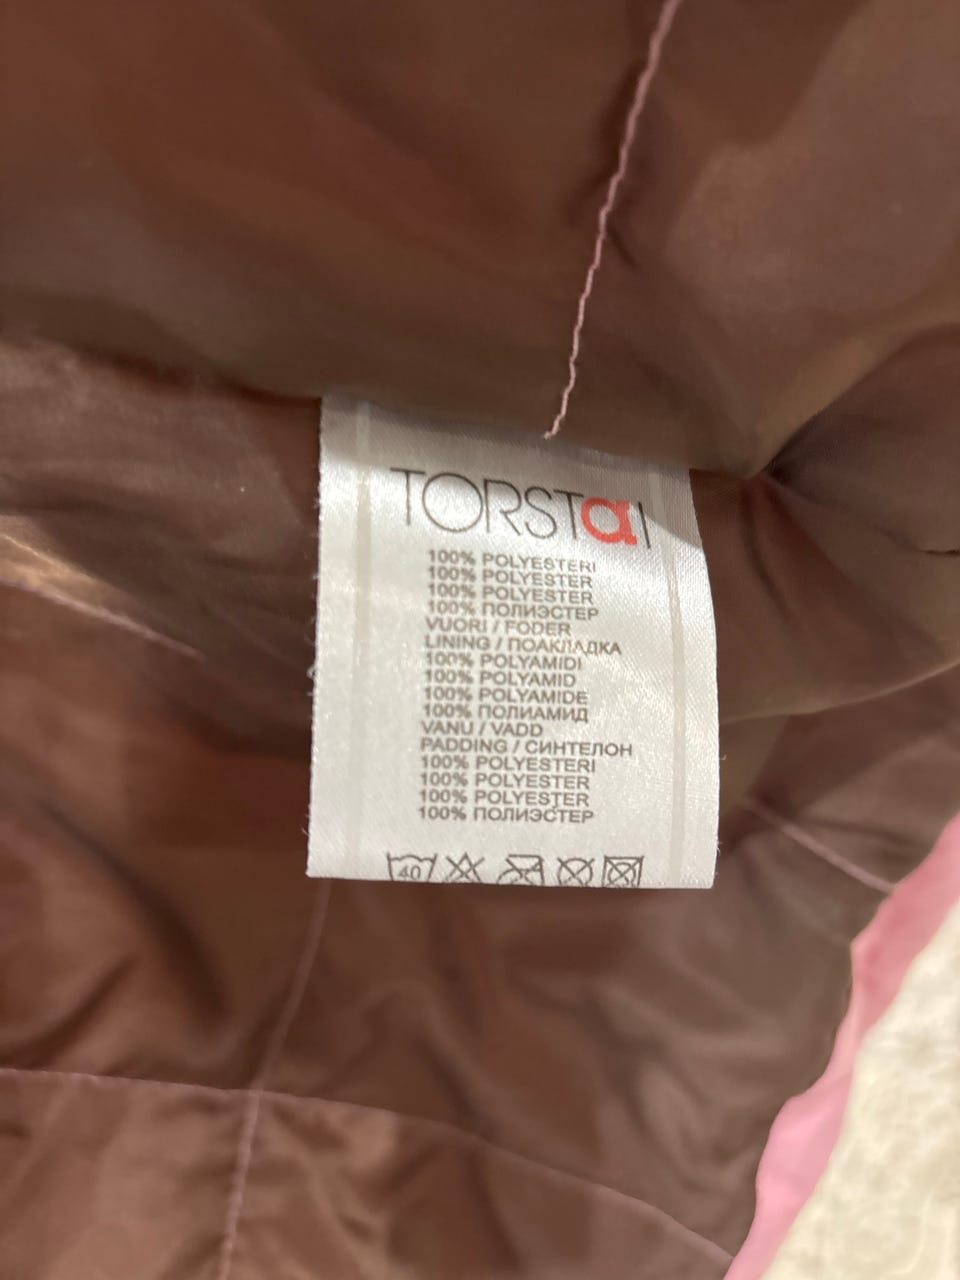 TORSTAI
100% POLYESTERI
100% POLYESTER
100% POLYESTER
100% ПОЛИЭСТЕР
VUORI / FODER
LINING / ПОАКЛАДКА
100% POLYAMIDI
100% POLYAMID
100% POLYAMIDE
100% ПОЛИАМИД
VANU / VADD
PADDING / СИНТЕЛОН
100% POLYESTERI
100% POLYESTER
100% POLYESTER
100% ПОЛИЭСТЕР
40